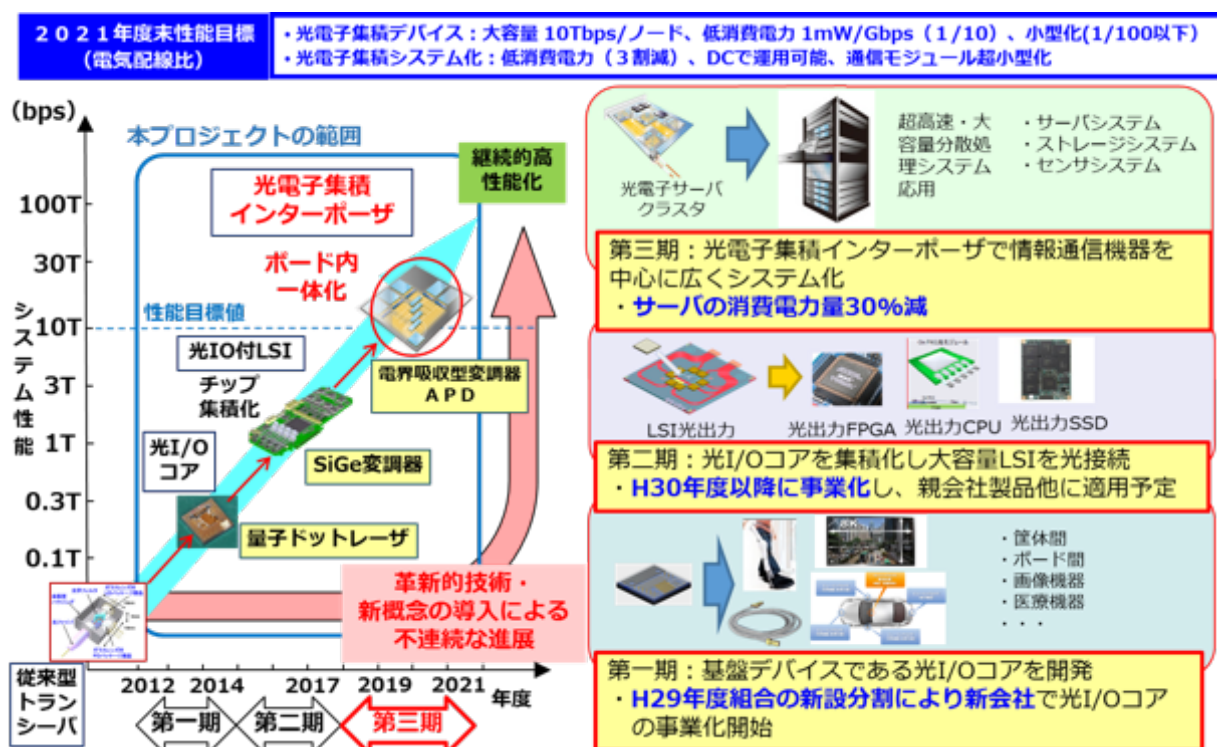 ２０２１年度末性能目標
（電気配線比）
・光電子集積デバイス：大容量 10Tbps/ノード、低消費電力 1mW/Gbps（１/10）、小型化(1/100以下)
・光電子集積システム化：低消費電力（３割減）、DCで運用可能、通信モジュール超小型化
（bps）
本プロジェクトの範囲
継続的高
性能化
光電子集積
インターポーザ
100T
30T
10T
3T
1T
0.3T
0.1T
システム性能
ボード内
一体化
性能目標値
光IO付LSI
チップ
集積化
電界吸収型変調器
ＡＰＤ
光I/O
コア
SiGe変調器
量子ドットレーザ
革新的技術・
新概念の導入による
不連続な進展
従来型
トラン
シーバ
2012
2014
2017
2019
2021
年度
第一期
第二期
第三期
光電子サーバ
クラスタ
超高速・大
容量分散処
理システム
応用
・サーバシステム
・ストレージシステム
・センサシステム
第三期：光電子集積インターポーザで情報通信機器を
中心に広くシステム化
・サーバの消費電力量30%減
LSI光出力
光出力FPGA
光出力CPU
光出力SSD
第二期：光I/Oコアを集積化し大容量LSIを光接続
・H30年度以降に事業化し、親会社製品他に適用予定
8K
・筐体間
・ボード間
・画像機器
・医療機器
・・・
第一期：基盤デバイスである光I/Oコアを開発
・H29年度組合の新設分割により新会社で光I/Oコア
の事業化開始